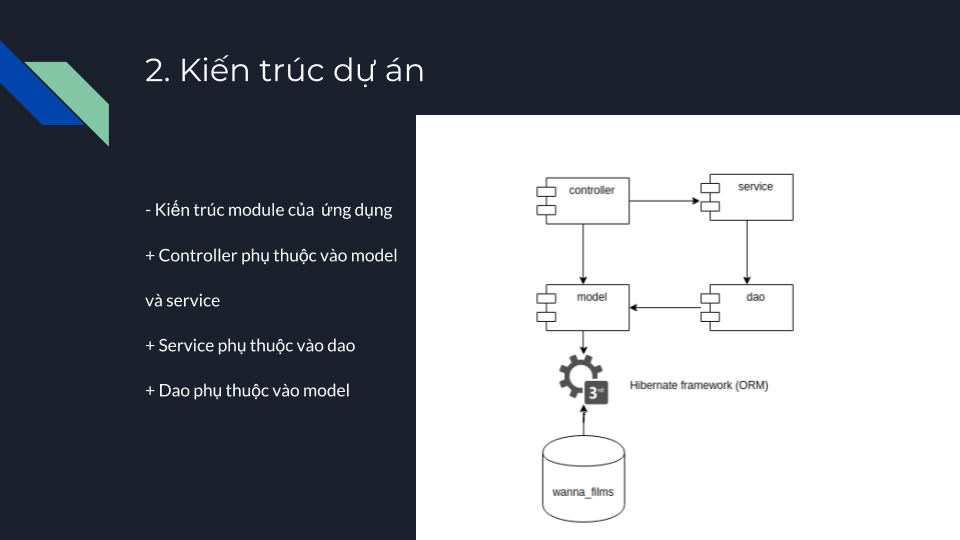 2. Kiến trúc dự án
- Kiến trúc module của ứng dụng
+ Controller phụ thuộc vào model
và service
+ Service phụ thuộc vào dao
+ Dao phụ thuộc vào model
controller
service
model
dao
3rd
Hibernate framework (ORM)
wanna_films